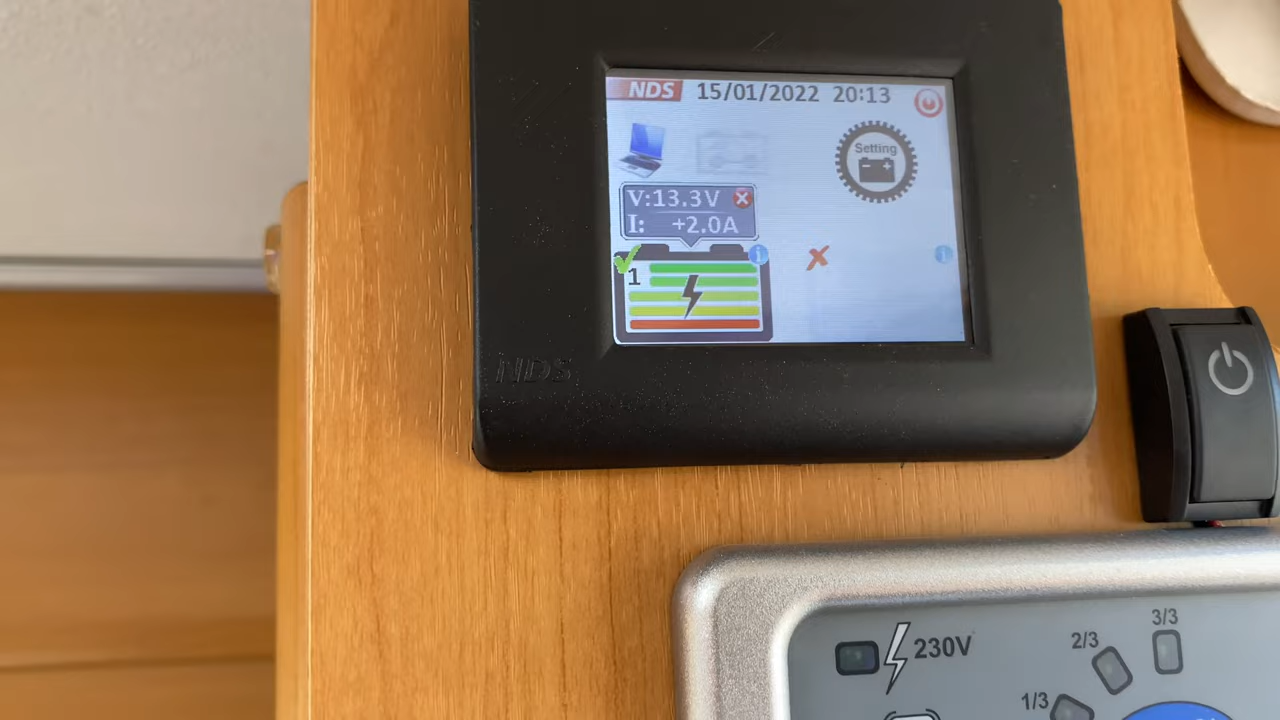 NDS 15/01/2022 20:13
Setting
V:13.3V
I: +2.0A
1
NDS
230V
1/3
2/3
3/3